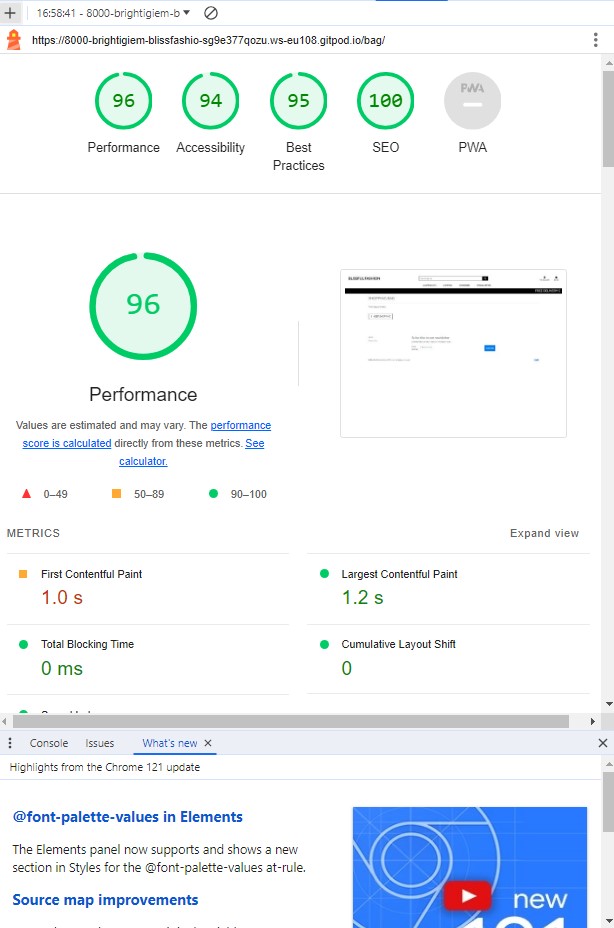 16:58:41 - 8000-brightigiem-b
https://8000-brightigiem-blissfashio-sg9e377qozu.ws-eu108.gitpod.io/bag/
96
94
95
100
PWA
Performance
Accessibility
Best
Practices
SEO
PWA
96
Performance
Values are estimated and may vary. The performance
score is calculated directly from these metrics. See
calculator.
0–49
50–89
90–100
METRICS
Expand view
First Contentful Paint
1.0 s
Largest Contentful Paint
1.2 s
Total Blocking Time
0 ms
Cumulative Layout Shift
0
Console
Issues
What's new
Highlights from the Chrome 121 update
@font-palette-values in Elements
The Elements panel now supports and shows a new
section in Styles for the @font-palette-values at-rule.
Source map improvements
new
121